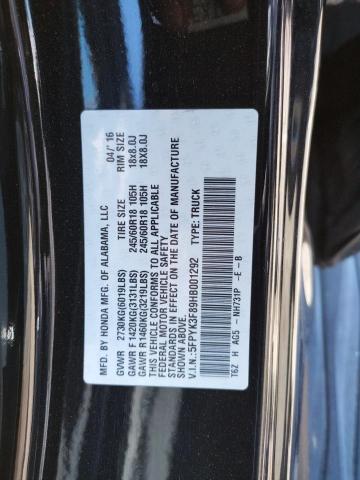 MFD. BY HONDA MFG. OF ALABAMA, LLC 04/'16
GVWR 2730KG(6019LBS) TIRE SIZE RIM SIZE
GAWR F 1420KG(3131LBS) 245/60R18 105H 18x8.0J
GAWR R 1460KG(3219LBS) 245/60R18 105H 18X8.0J
THIS VEHICLE CONFORMS TO ALL APPLICABLE
FEDERAL MOTOR VEHICLE SAFETY
STANDARDS IN EFFECT ON THE DATE OF MANUFACTURE
SHOWN ABOVE.
V.I.N.:5FPYK3F89HB001292 TYPE:TRUCK
T6Z H AG5 - NH731P - E - B